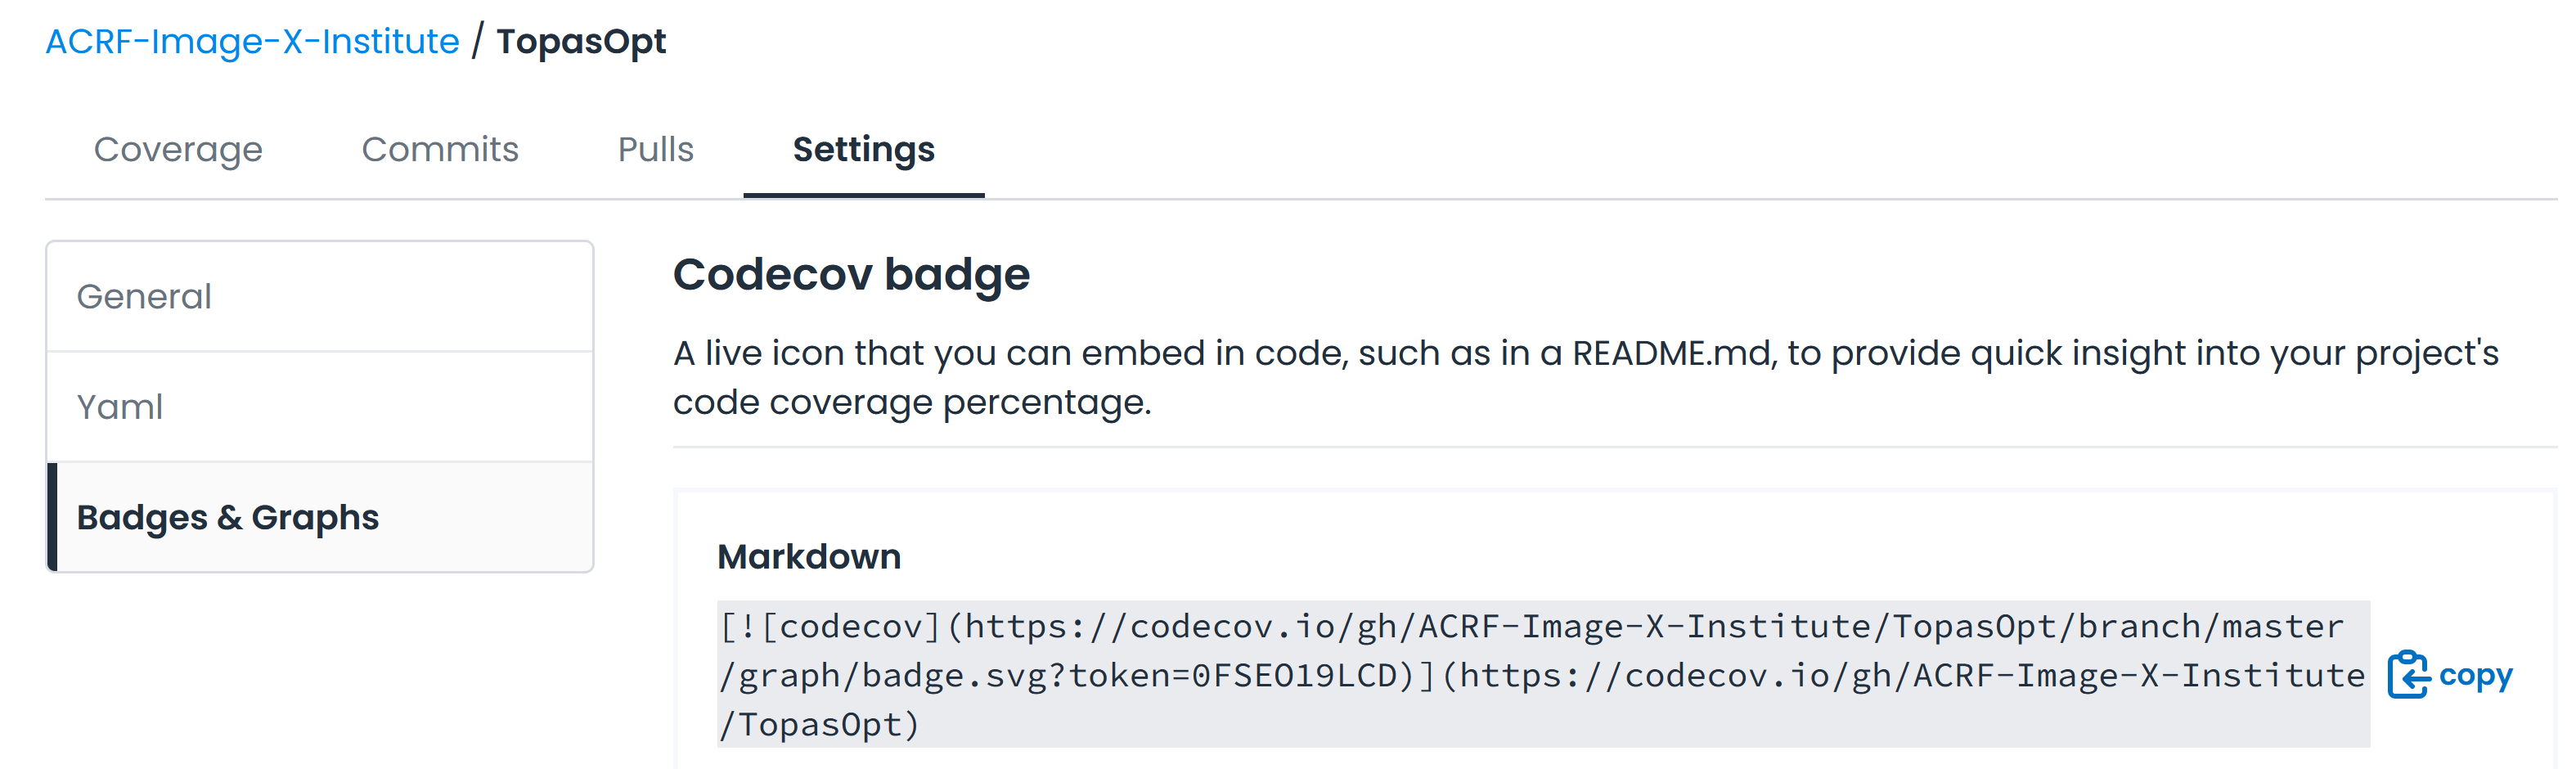 ACRF-Image-X-Institute / TopasOpt
Coverage Commits Pulls Settings
General
Yaml
Badges & Graphs
Codecov badge
A live icon that you can embed in code, such as in a README.md, to provide quick insight into your project's
code coverage percentage.
Markdown
[![codecov](https://codecov.io/gh/ACRF-Image-X-Institute/TopasOpt/branch/master
/graph/badge.svg?token=0FSEO19LCD)](https://codecov.io/gh/ACRF-Image-X-Institute
/TopasOpt)
copy